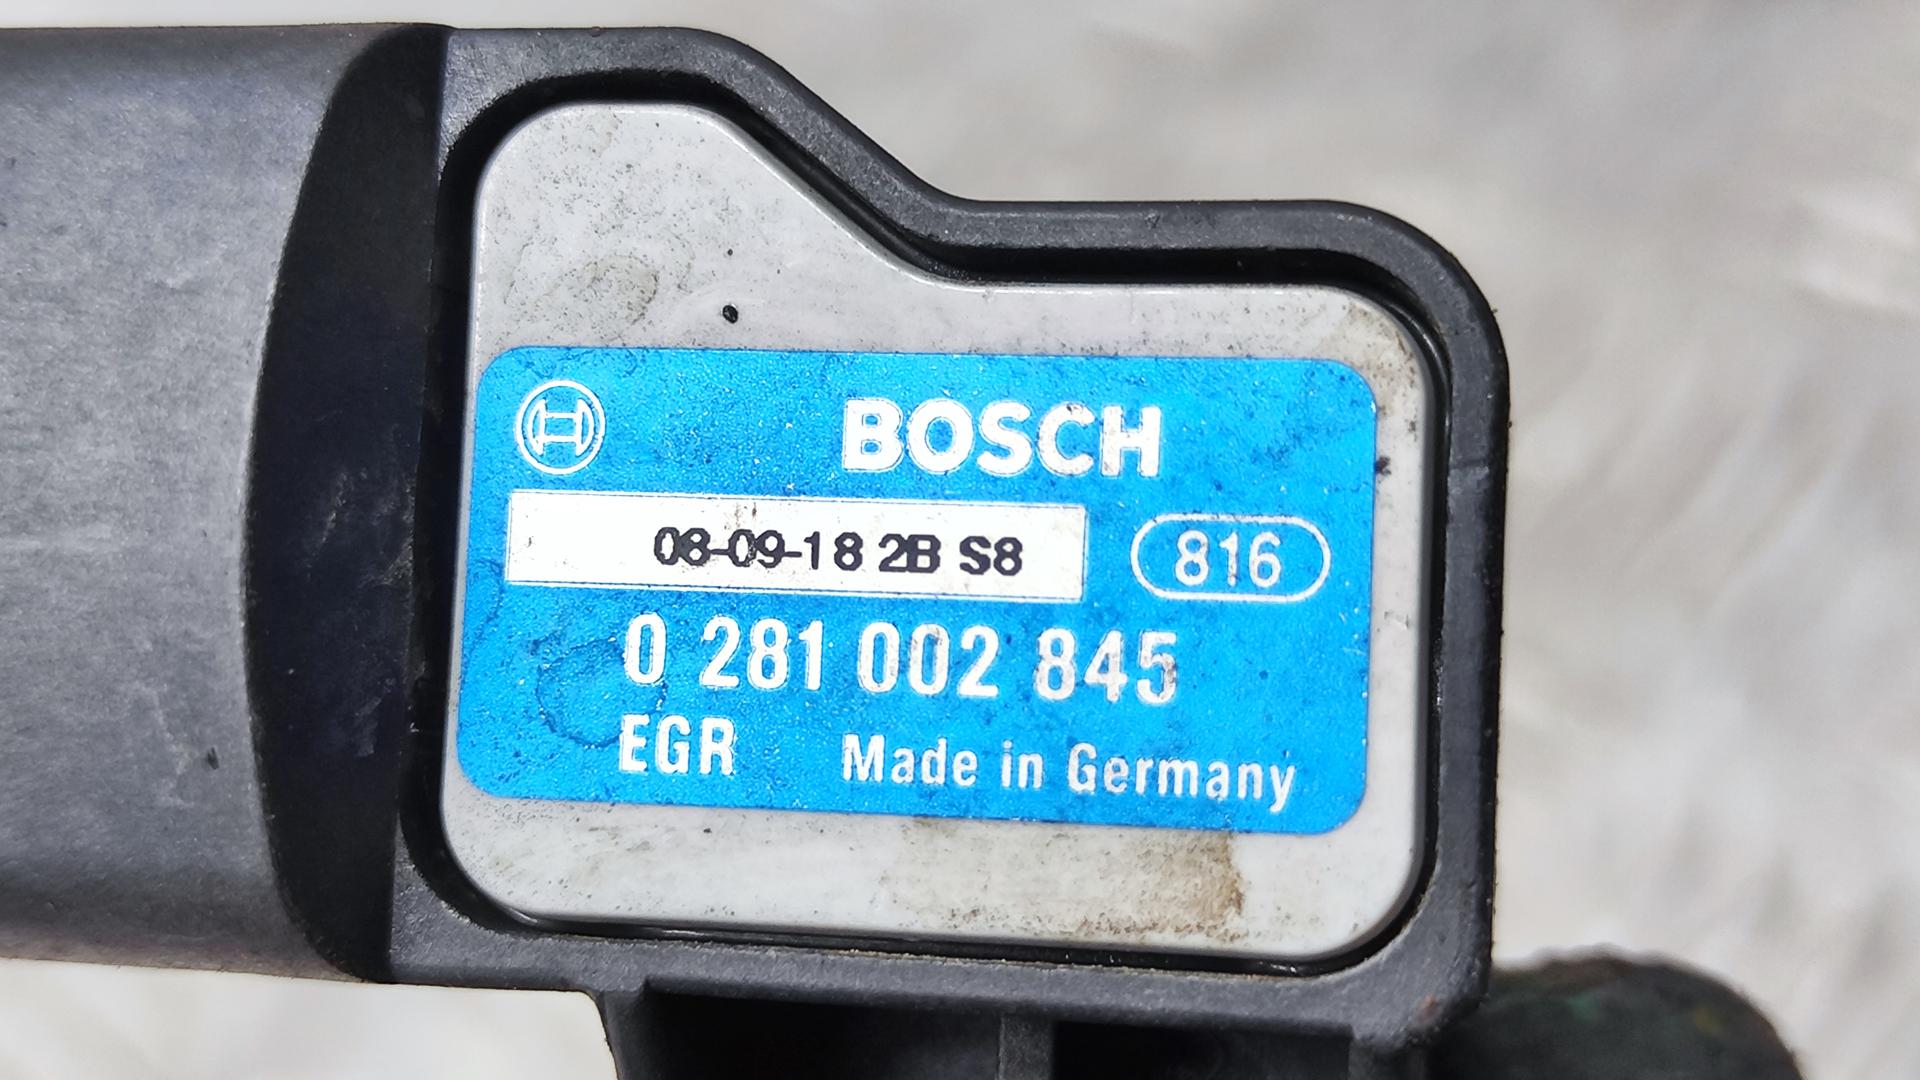 BOSCH
08-09-18 2B S8
816
0 281 002 845
EGR Made in Germany